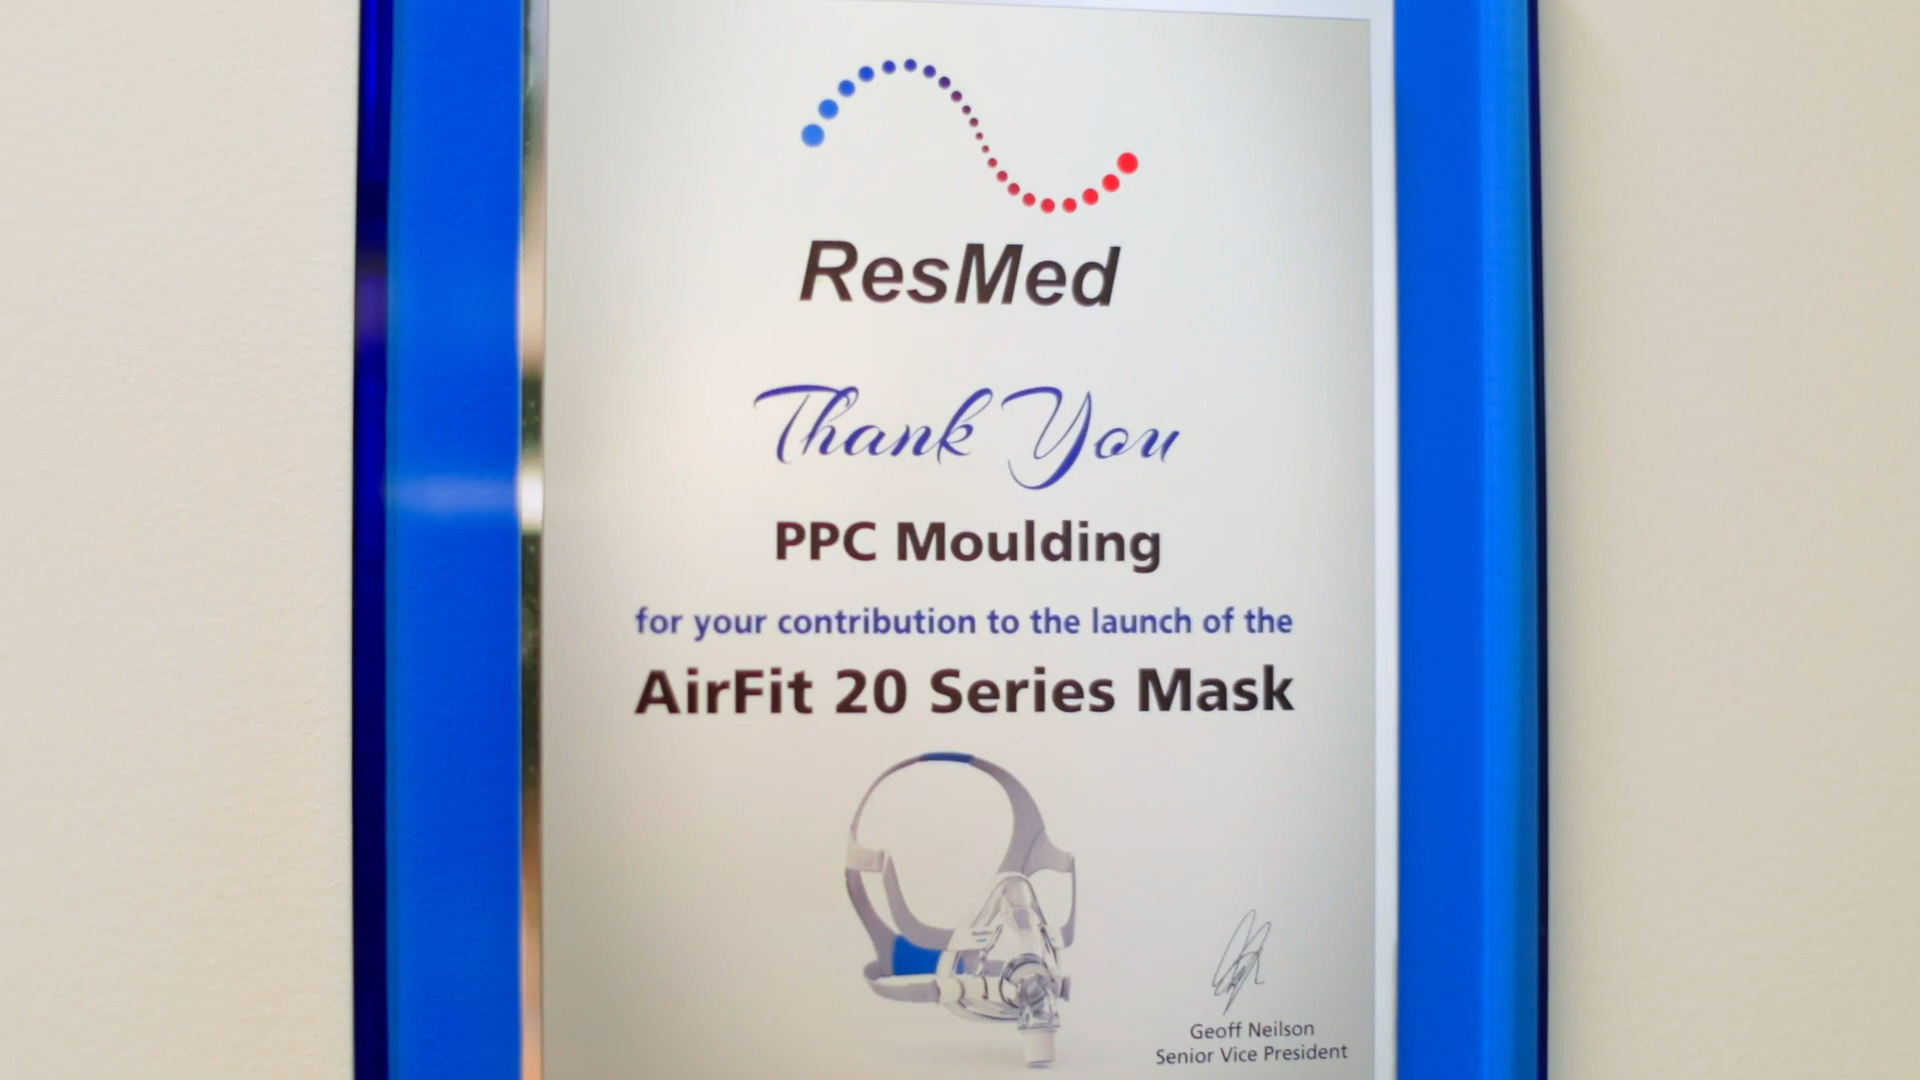 ResMed
Thank You
PPC Moulding
for your contribution to the launch of the
AirFit 20 Series Mask
Geoff Neilson
Senior Vice President